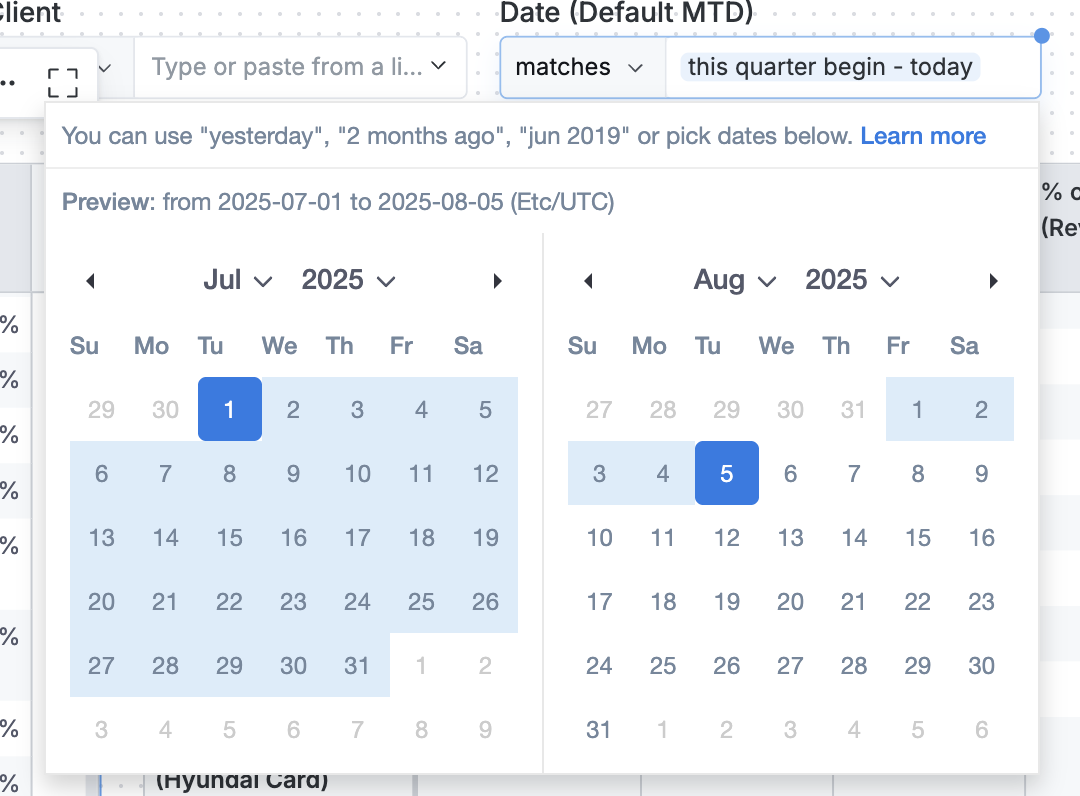 Client
Date (Default MTD)
Type or paste from a li...
matches
this quarter begin - today
You can use "yesterday", "2 months ago", "jun 2019" or pick dates below. Learn more
Preview: from 2025-07-01 to 2025-08-05 (Etc/UTC)
% 
(Rev
Jul 2025
Aug 2025
Su Mo Tu We Th Fr Sa
29 30 1 2 3 4 5
6 7 8 9 10 11 12
13 14 15 16 17 18 19
20 21 22 23 24 25 26
27 28 29 30 31 1 2
3 4 5 6 7 8 9
Su Mo Tu We Th Fr Sa
27 28 29 30 31 1 2
3 4 5 6 7 8 9
10 11 12 13 14 15 16
17 18 19 20 21 22 23
24 25 26 27 28 29 30
31 1 2 3 4 5 6
%
%
%
%
%
%
%
%
(Hyundai Card)